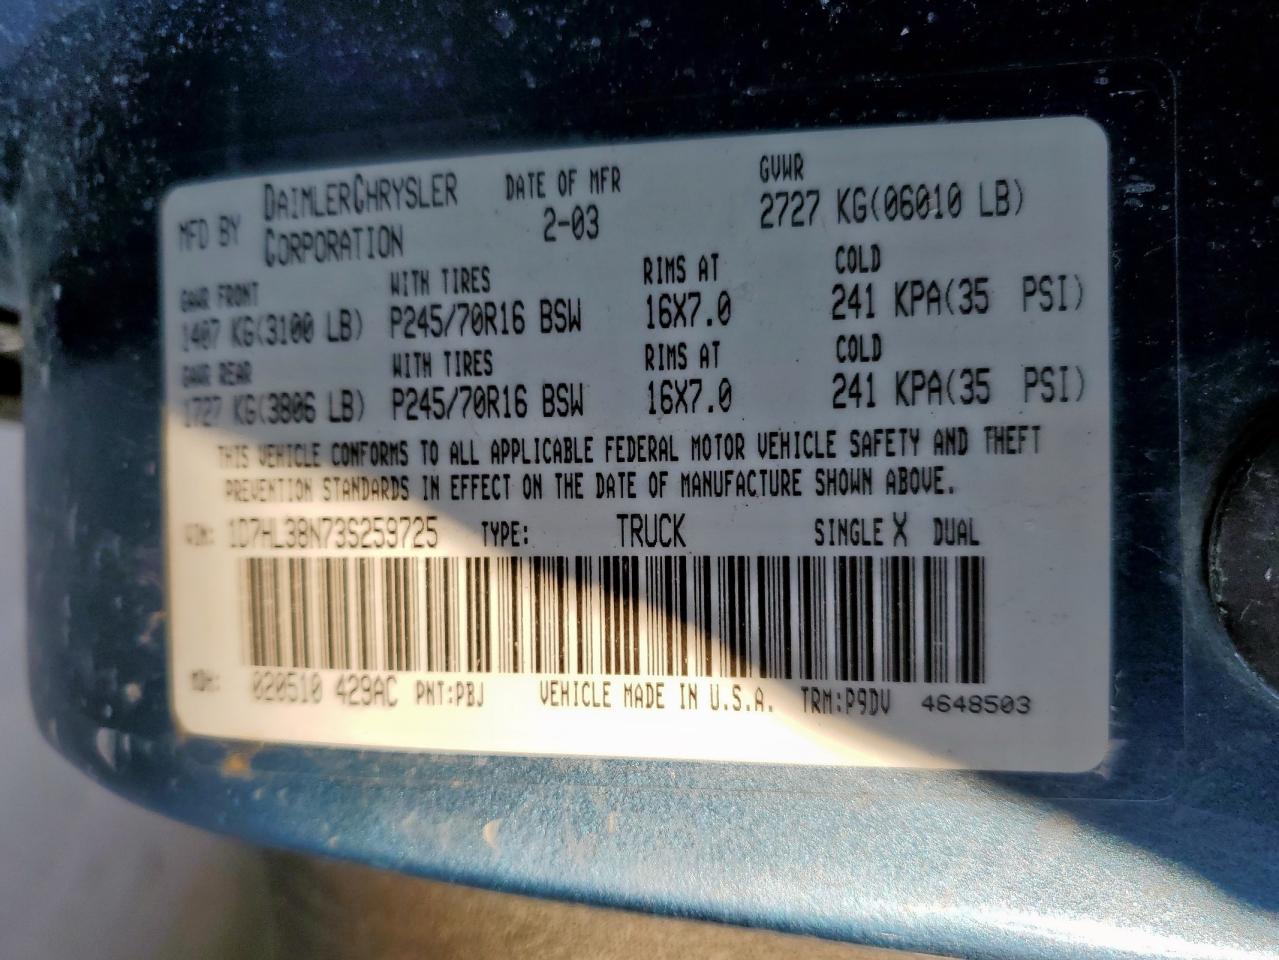 MFD BY DAIMLERCHRYSLER CORPORATION DATE OF MFR 2-03 GVWR 2727 KG(06010 LB)
GAWR FRONT WITH TIRES RIMS AT COLD
1407 KG(3100 LB) P245/70R16 BSW 16X7.0 241 KPA(35 PSI)
GAWR REAR WITH TIRES RIMS AT COLD
1727 KG(3806 LB) P245/70R16 BSW 16X7.0 241 KPA(35 PSI)
THIS VEHICLE CONFORMS TO ALL APPLICABLE FEDERAL MOTOR VEHICLE SAFETY AND THEFT
PREVENTION STANDARDS IN EFFECT ON THE DATE OF MANUFACTURE SHOWN ABOVE.
VIN: 1D7HL38N73S259725 TYPE: TRUCK SINGLE X DUAL
MDH: 020510 429AC PNT:PBJ VEHICLE MADE IN U.S.A. TRM:P9DV 4648503